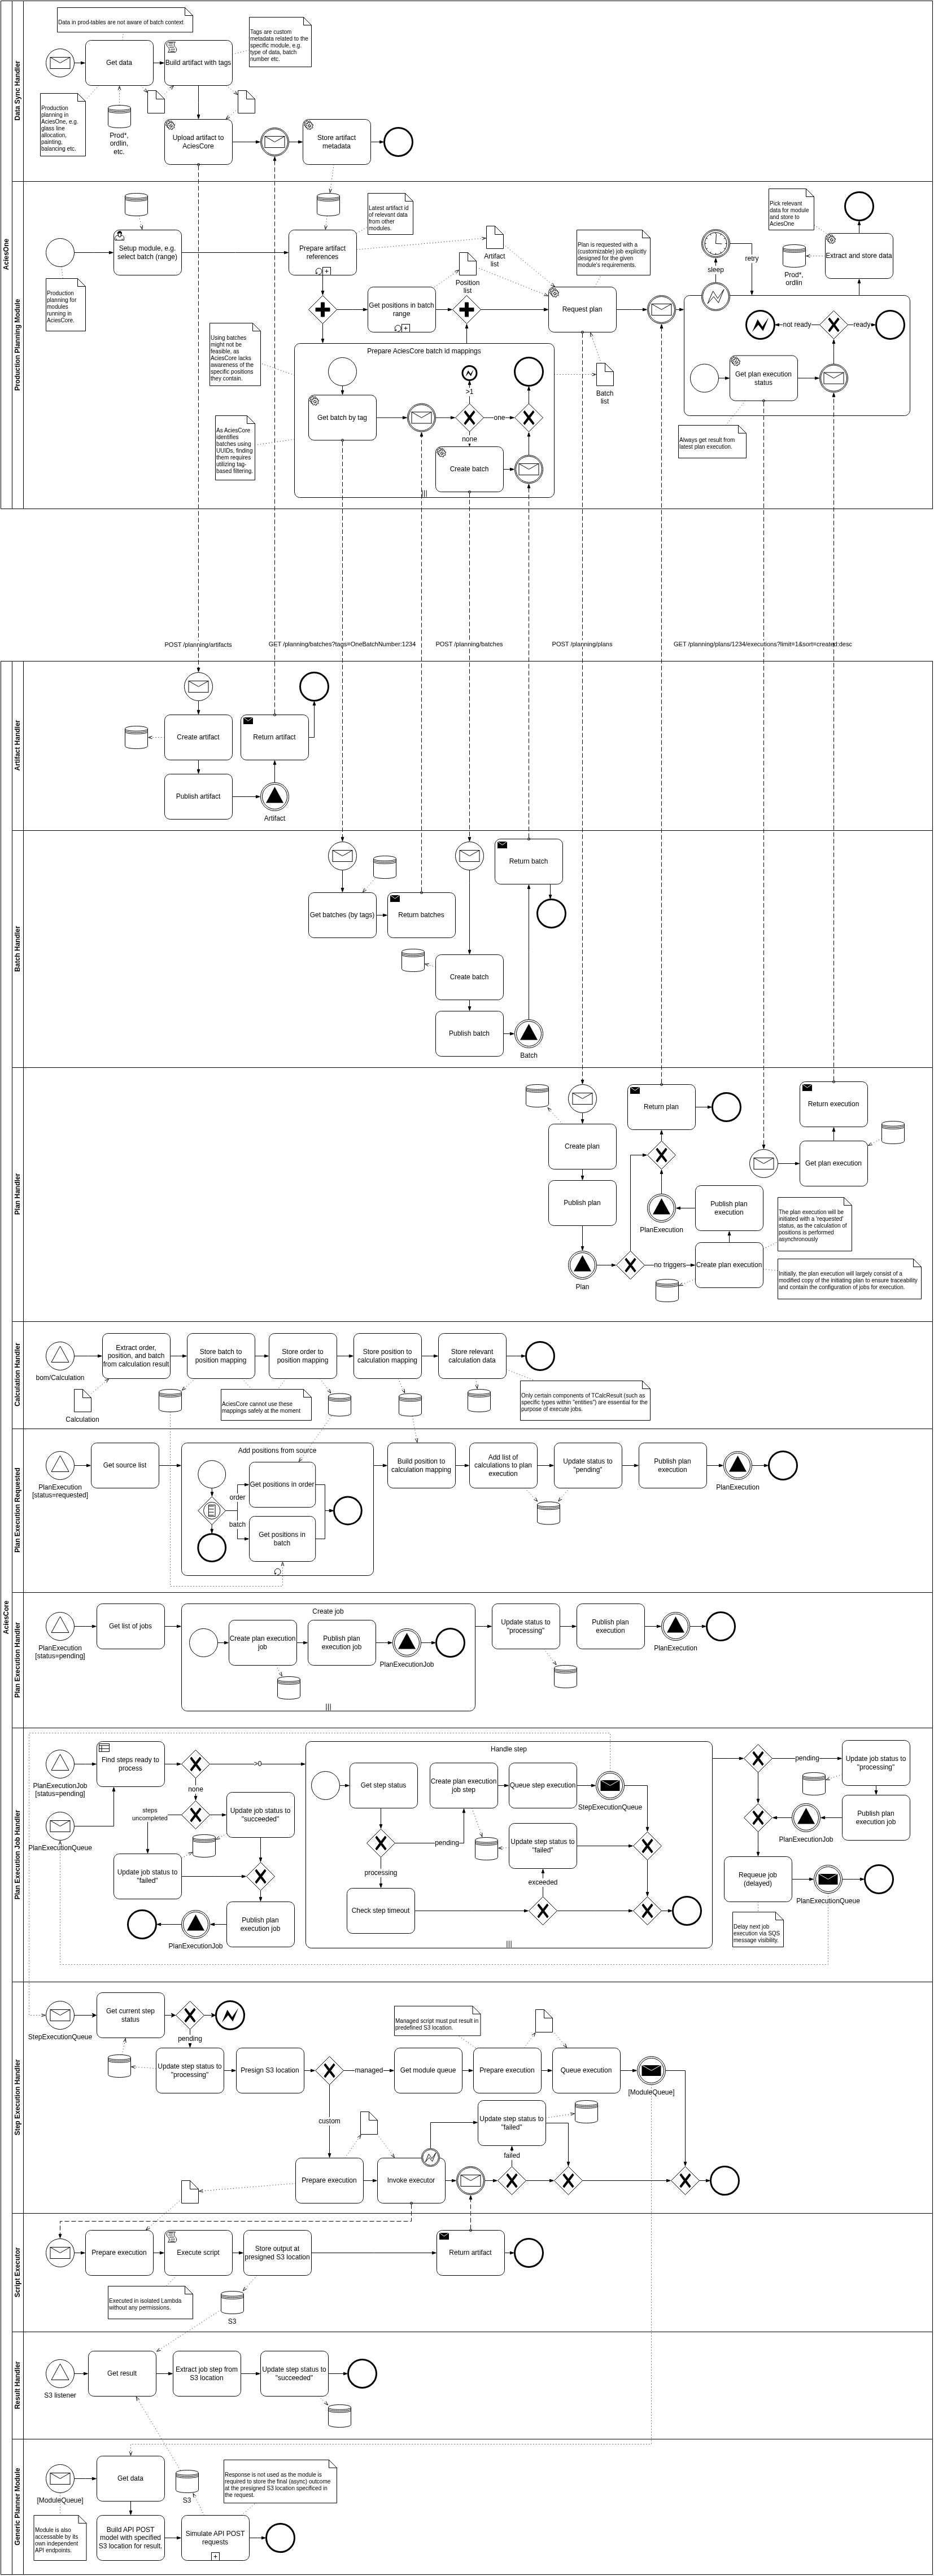 AciesOne
Data Sync Handler
Data in prod-tables are not aware of batch context
Get data
Build artifact with tags
Tags are custom
metadata related to the
specific module, e.g.
type of data, batch
number etc.
Production
planning in
AciesOne, e.g.
glass line
allocation,
painting,
balancing etc.
Prod*,
ordlin,
etc.
Upload artifact to
AciesCore
Store artifact
metadata
Production Planning Module
Setup module, e.g.
select batch (range)
Production
planning for
modules
running in
AciesCore.
Prepare artifact
references
Latest artifact id
of relevant data
from other
modules.
Artifact
list
Position
list
Get positions in batch
range
Plan is requested with a
(customizable) job explicitly
designed for the given
module's requirements.
Request plan
Using batches
might not be
feasible, as
AciesCore lacks
awareness of the
specific positions
they contain.
As AciesCore
identifies
batches using
UUIDs, finding
them requires
utilizing tag-
based filtering.
Prepare AciesCore batch id mappings
Get batch by tag
>1
one
none
Create batch
Batch
list
sleep
retry
Pick relevant
data for module
and store to
AciesOne
Prod*,
ordlin
Extract and store data
not ready
ready
Get plan execution
status
Always get result from
latest plan execution.
POST /planning/artifacts
GET /planning/batches?tags=OneBatchNumber:1234
POST /planning/batches
POST /planning/plans
GET /planning/plans/1234/executions?limit=1&sort=created:desc
AciesCore
Artifact Handler
Create artifact
Return artifact
Publish artifact
Artifact
Batch Handler
Get batches (by tags)
Return batches
Return batch
Create batch
Publish batch
Batch
Plan Handler
Create plan
Publish plan
Plan
Return plan
PlanExecution
no triggers
Publish plan
execution
Create plan execution
Return execution
Get plan execution
The plan execution will be
initiated with a 'requested'
status, as the calculation of
positions is performed
asynchronously
Initially, the plan execution will largely consist of a
modified copy of the initiating plan to ensure traceability
and contain the configuration of jobs for execution.
Calculation Handler
bom/Calculation
Calculation
Extract order,
position, and batch
from calculation result
Store batch to
position mapping
Store order to
position mapping
Store position to
calculation mapping
Store relevant
calculation data
AciesCore cannot use these
mappings safely at the moment
Only certain components of TCalcResult (such as
specific types within "entities") are essential for the
purpose of execute jobs.
Plan Execution Requested
PlanExecution
[status=requested]
Get source list
Add positions from source
order
batch
Get positions in order
Get positions in
batch
Build position to
calculation mapping
Add list of
calculations to plan
execution
Update status to
"pending"
Publish plan
execution
PlanExecution
Plan Execution Handler
PlanExecution
[status=pending]
Get list of jobs
Create job
Create plan execution
job
Publish plan
execution job
PlanExecutionJob
Update status to
"processing"
Publish plan
execution
PlanExecution
Plan Execution Job Handler
PlanExecutionJob
[status=pending]
PlanExecutionQueue
Find steps ready to
process
>0
none
steps
uncompleted
Update job status to
"succeeded"
Update job status to
"failed"
Publish plan
execution job
PlanExecutionJob
Handle step
Get step status
Create plan execution
job step
Queue step execution
StepExecutionQueue
pending
processing
Update step status to
"failed"
exceeded
Check step timeout
pending
Update job status to
"processing"
Publish plan
execution job
PlanExecutionJob
Requeue job
(delayed)
PlanExecutionQueue
Delay next job
execution via SQS
message visibility.
Step Execution Handler
StepExecutionQueue
Get current step
status
pending
Update step status to
"processing"
Presign S3 location
managed
custom
Managed script must put result in
predefined S3 location.
Get module queue
Prepare execution
Queue execution
[ModuleQueue]
Update step status to
"failed"
failed
Prepare execution
Invoke executor
Script Executor
Prepare execution
Execute script
Store output at
presigned S3 location
Return artifact
Executed in isolated Lambda
without any permissions.
S3
Result Handler
S3 listener
Get result
Extract job step from
S3 location
Update step status to
"succeeded"
Generic Planner Module
[ModuleQueue]
Get data
S3
Response is not used as the module is
required to store the final (async) outcome
at the presigned S3 location specificed in
the request.
Module is also
accessable by its
own independent
API endpoints.
Build API POST
model with specified
S3 location for result.
Simulate API POST
requests